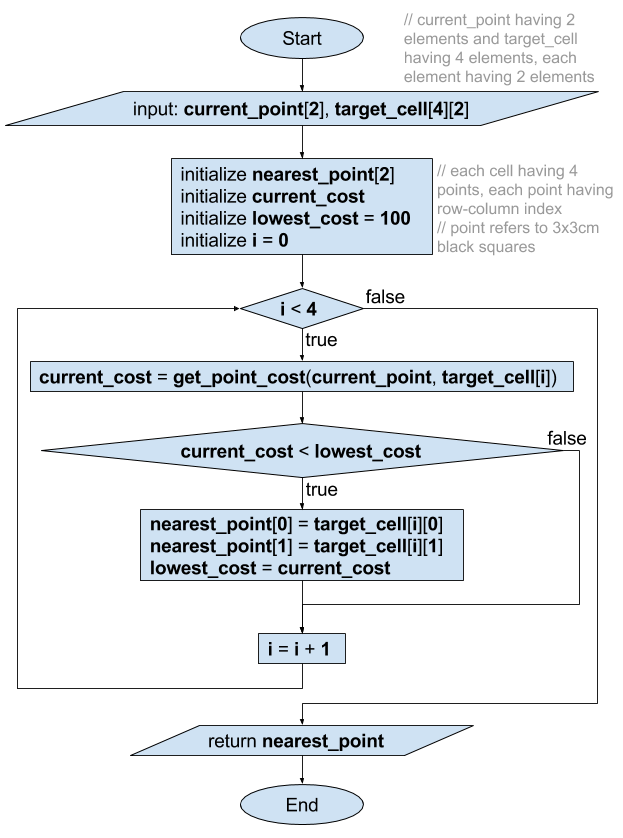 Start
// current_point having 2
elements and target_cell
having 4 elements, each
element having 2 elements
input: current_point[2], target_cell[4][2]
initialize nearest_point[2]
initialize current_cost
initialize lowest_cost = 100
initialize i = 0
// each cell having 4
points, each point having
row-column index
// point refers to 3x3cm
black squares
i < 4
false
true
current_cost = get_point_cost(current_point, target_cell[i])
current_cost < lowest_cost
false
true
nearest_point[0] = target_cell[i][0]
nearest_point[1] = target_cell[i][1]
lowest_cost = current_cost
i = i + 1
return nearest_point
End